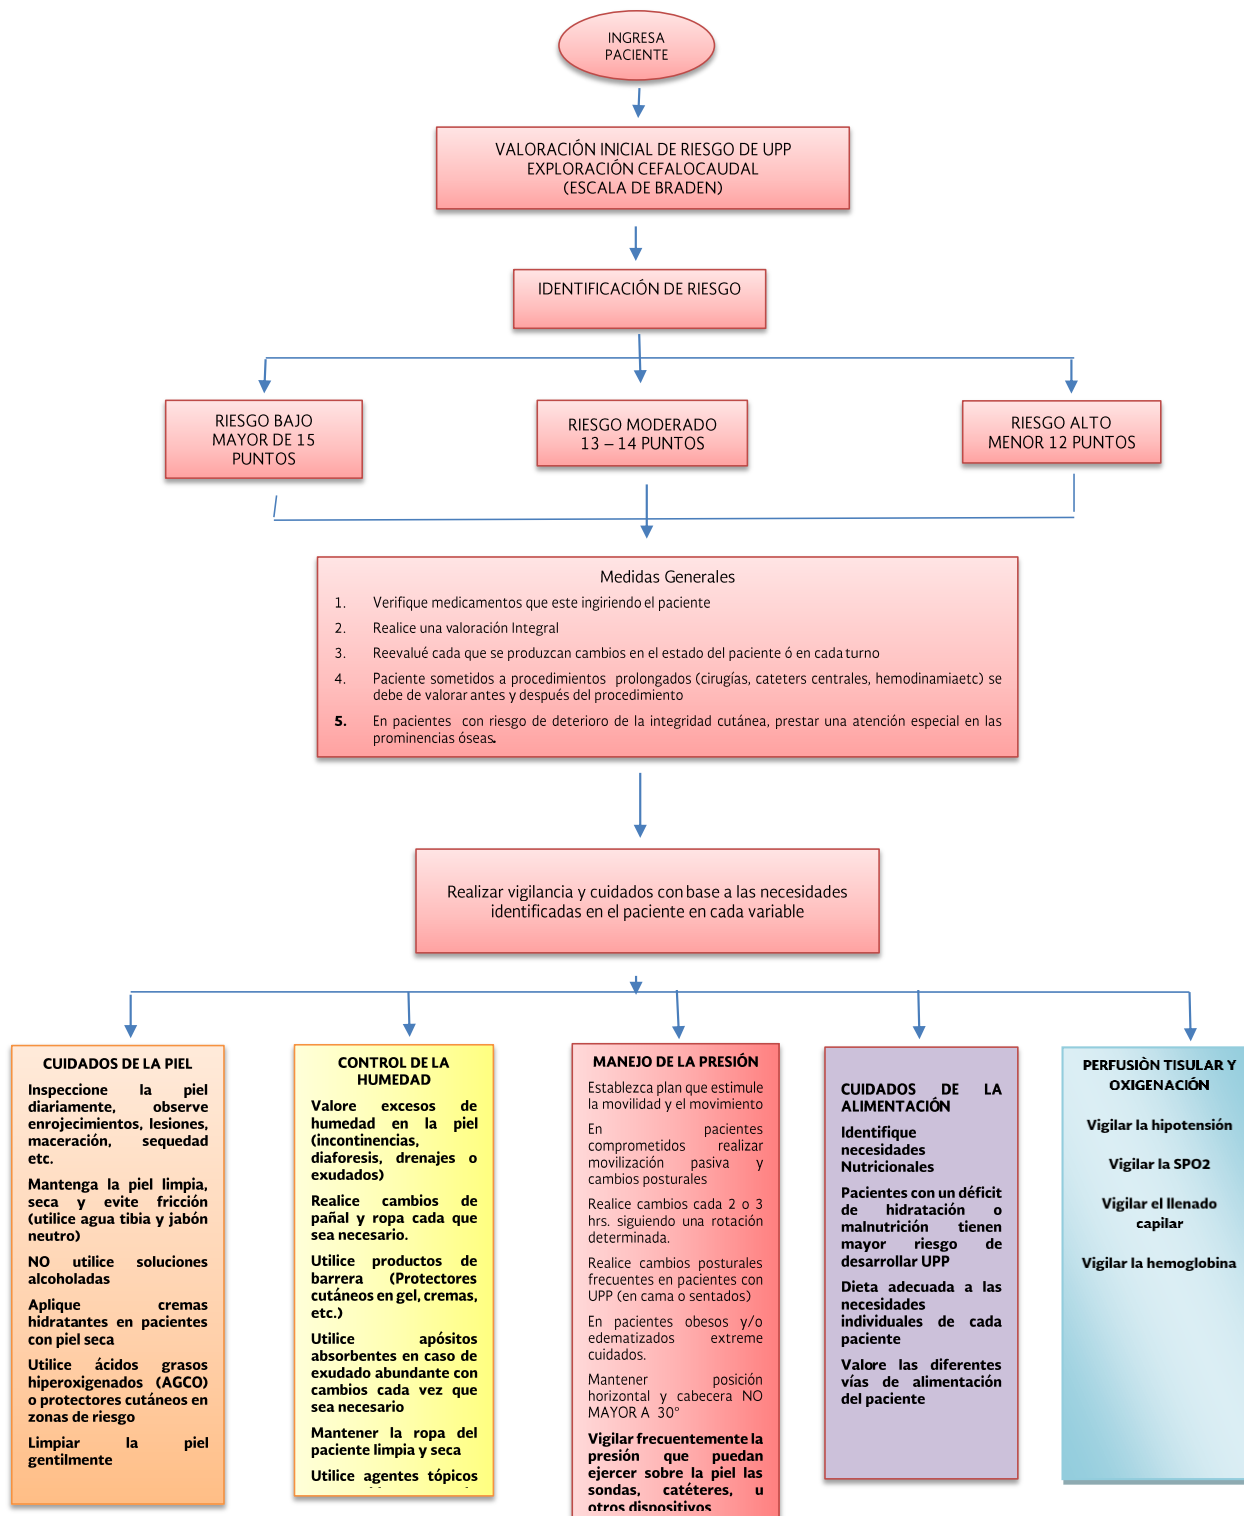 INGRESA
PACIENTE
VALORACIÓN INICIAL DE RIESGO DE UPP
EXPLORACIÓN CEFALOCAUDAL
(ESCALA DE BRADEN)
IDENTIFICACIÓN DE RIESGO
RIESGO BAJO
MAYOR DE 15
PUNTOS
RIESGO MODERADO
13 – 14 PUNTOS
RIESGO ALTO
MENOR 12 PUNTOS
Medidas Generales
1. Verifique medicamentos que este ingiriendo el paciente
2. Realice una valoración Integral
3. Reevalué cada que se produzcan cambios en el estado del paciente ó en cada turno
4. Paciente sometidos a procedimientos prolongados (cirugías, cateters centrales, hemodinamiaetc) se
debe de valorar antes y después del procedimiento
5. En pacientes con riesgo de deterioro de la integridad cutánea, prestar una atención especial en las
prominencias óseas.
Realizar vigilancia y cuidados con base a las necesidades
identificadas en el paciente en cada variable
CUIDADOS DE LA PIEL
Inspeccione la piel
diariamente, observe
enrojecimientos, lesiones,
maceración, sequedad
etc.
Mantenga la piel limpia,
seca y evite fricción
(utilice agua tibia y jabón
neutro)
NO utilice soluciones
alcoholadas
Aplique cremas
hidratantes en pacientes
con piel seca
Utilice ácidos grasos
hiperoxigenados (AGCO)
o protectores cutáneos en
zonas de riesgo
Limpiar la piel
gentilmente
CONTROL DE LA
HUMEDAD
Valore excesos de
humedad en la piel
(incontinencias,
diaforesis, drenajes o
exudados)
Realice cambios de
pañal y ropa cada que
sea necesario.
Utilice productos de
barrera (Protectores
cutáneos en gel, cremas,
etc.)
Utilice apósitos
absorbentes en caso de
exudado abundante con
cambios cada vez que
sea necesario
Mantener la ropa del
paciente limpia y seca
Utilice agentes tópicos
MANEJO DE LA PRESIÓN
Establezca plan que estimule
la movilidad y el movimiento
En pacientes
comprometidos realizar
movilización pasiva y
cambios posturales
Realice cambios cada 2 o 3
hrs. siguiendo una rotación
determinada.
Realice cambios posturales
frecuentes en pacientes con
UPP (en cama o sentados)
En pacientes obesos y/o
edematizados extreme
cuidados.
Mantener posición
horizontal y cabecera NO
MAYOR A 30°
Vigilar frecuentemente la
presión que puedan
ejercer sobre la piel las
sondas, catéteres, u
otros dispositivos
CUIDADOS DE LA
ALIMENTACIÓN
Identifique
necesidades
Nutricionales
Pacientes con un déficit
de hidratación o
malnutrición tienen
mayor riesgo de
desarrollar UPP
Dieta adecuada a las
necesidades
individuales de cada
paciente
Valore las diferentes
vías de alimentación
del paciente
PERFUSIÒN TISULAR Y
OXIGENACIÓN
Vigilar la hipotensión
Vigilar la SPO2
Vigilar el llenado
capilar
Vigilar la hemoglobina